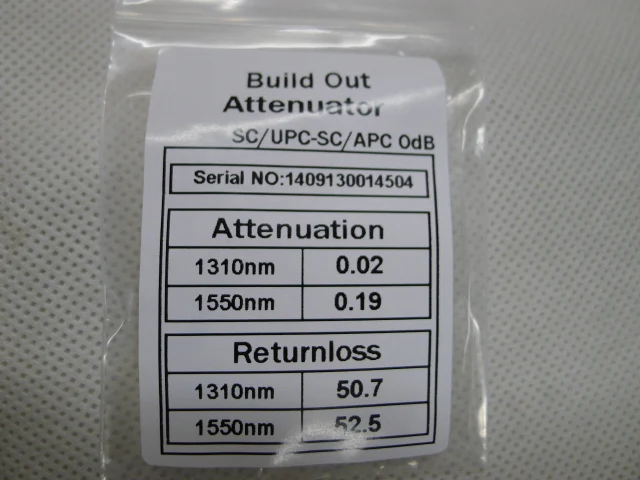 Build Out
Attenuator
SC/UPC-SC/APC 0dB
Serial NO:1409130014504
Attenuation
1310nm 0.02
1550nm 0.19
Returnloss
1310nm 50.7
1550nm 52.5